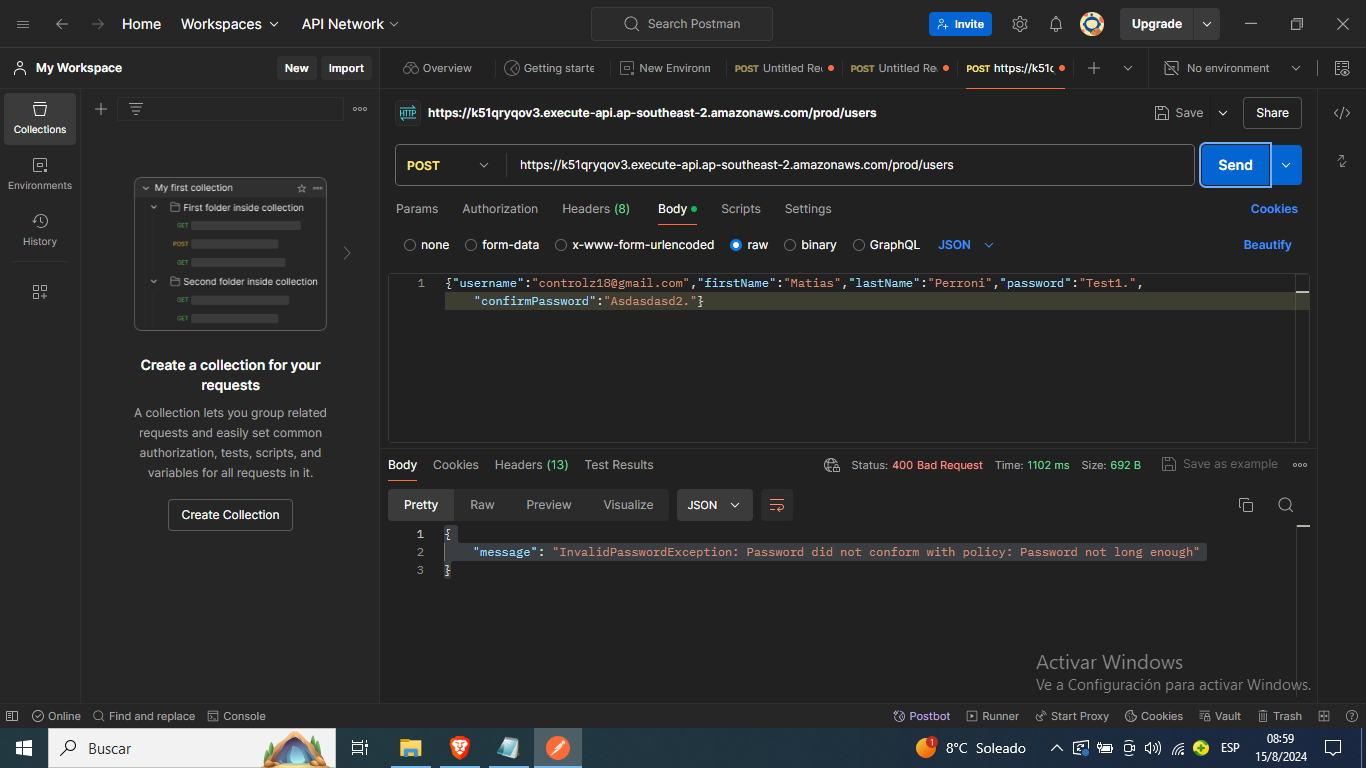 Home Workspaces API Network Search Postman Invite Upgrade
My Workspace New Import Overview Getting starte New Environn POST Untitled Re POST Untitled Re POST https://k51q No environment
Collections
Environments
History
My first collection
First folder inside collection
GET
POST
GET
Second folder inside collection
GET
GET
Create a collection for your
requests
A collection lets you group related
requests and easily set common
authorization, tests, scripts, and
variables for all requests in it.
Create Collection
HTTP https://k51qryqov3.execute-api.ap-southeast-2.amazonaws.com/prod/users Save Share
POST https://k51qryqov3.execute-api.ap-southeast-2.amazonaws.com/prod/users Send
Params Authorization Headers (8) Body Scripts Settings Cookies
none form-data x-www-form-urlencoded raw binary GraphQL JSON Beautify
1 {"username":"controlz18@gmail.com","firstName":"Matias","lastName":"Perroni","password":"Test1.",
"confirmPassword":"Asdasdasd2."}
Body Cookies Headers (13) Test Results Status: 400 Bad Request Time: 1102 ms Size: 692 B Save as example
Pretty Raw Preview Visualize JSON
1 {
2 "message": "InvalidPasswordException: Password did not conform with policy: Password not long enough"
3 }
Activar Windows
Ve a Configuración para activar Windows.
Online Find and replace Console Postbot Runner Start Proxy Cookies Vault Trash
Buscar 1 8°C Soleado ESP 08:59
15/8/2024